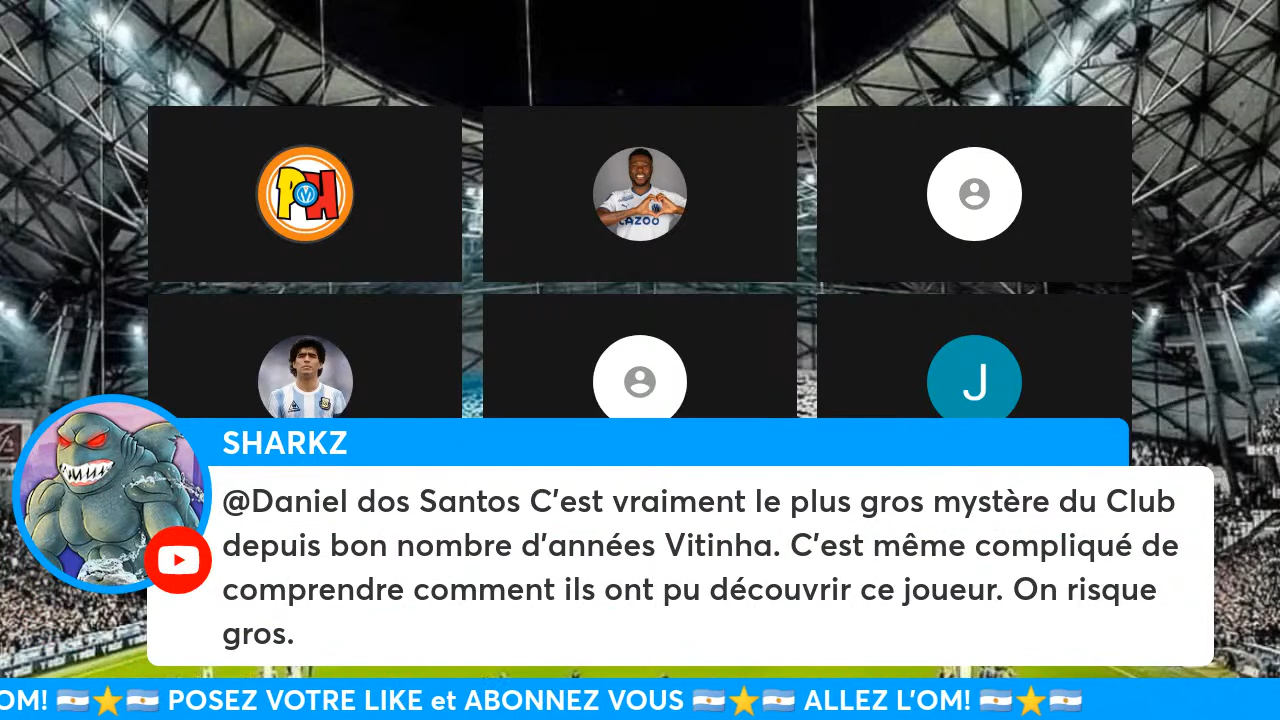 PH
CAZOO
J
SHARKZ
@Daniel dos Santos C'est vraiment le plus gros mystère du Club
depuis bon nombre d'années Vitinha. C'est même compliqué de
comprendre comment ils ont pu découvrir ce joueur. On risque
gros.
OM! 🇦🇷⭐🇦🇷 POSEZ VOTRE LIKE et ABONNEZ VOUS 🇦🇷⭐🇦🇷 ALLEZ L'OM! 🇦🇷⭐🇦🇷